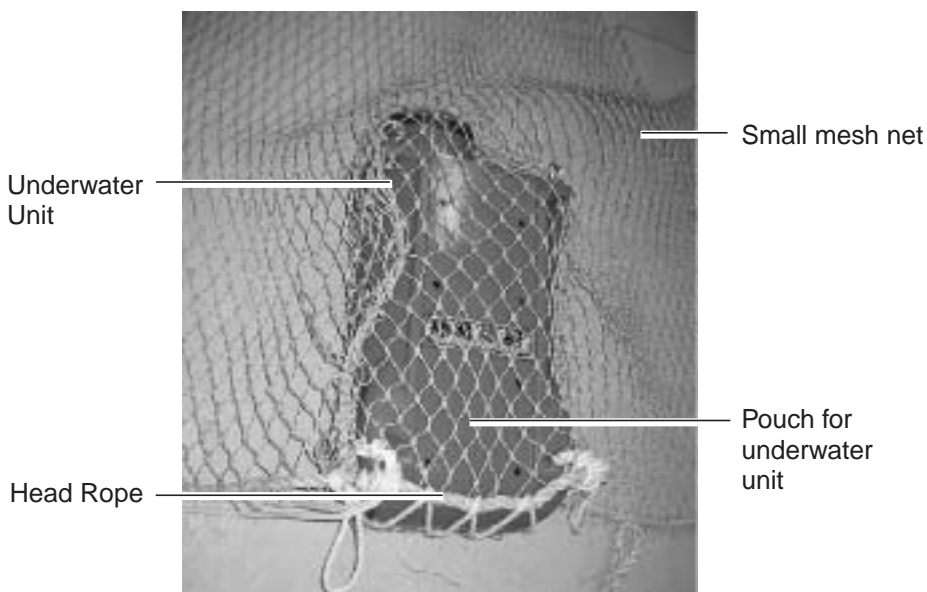 Small mesh net
Underwater
Unit
Pouch for
underwater
unit
Head Rope